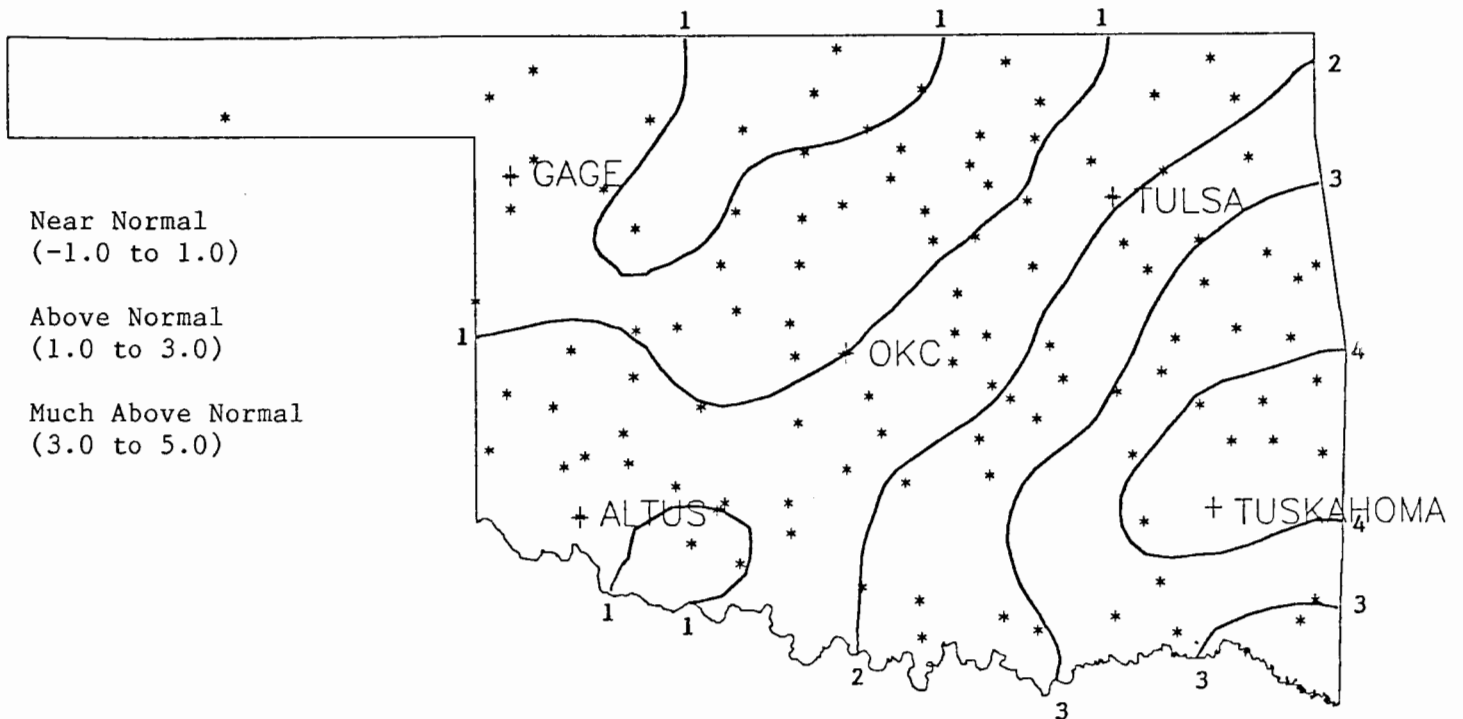 1 1 1
2
GAGE
3
TULSA
Near Normal
(-1.0 to 1.0)
Above Normal
(1.0 to 3.0)
1
OKC
4
Much Above Normal
(3.0 to 5.0)
ALTUS
TUSKAHOMA
4
1
1
3
2
3
3